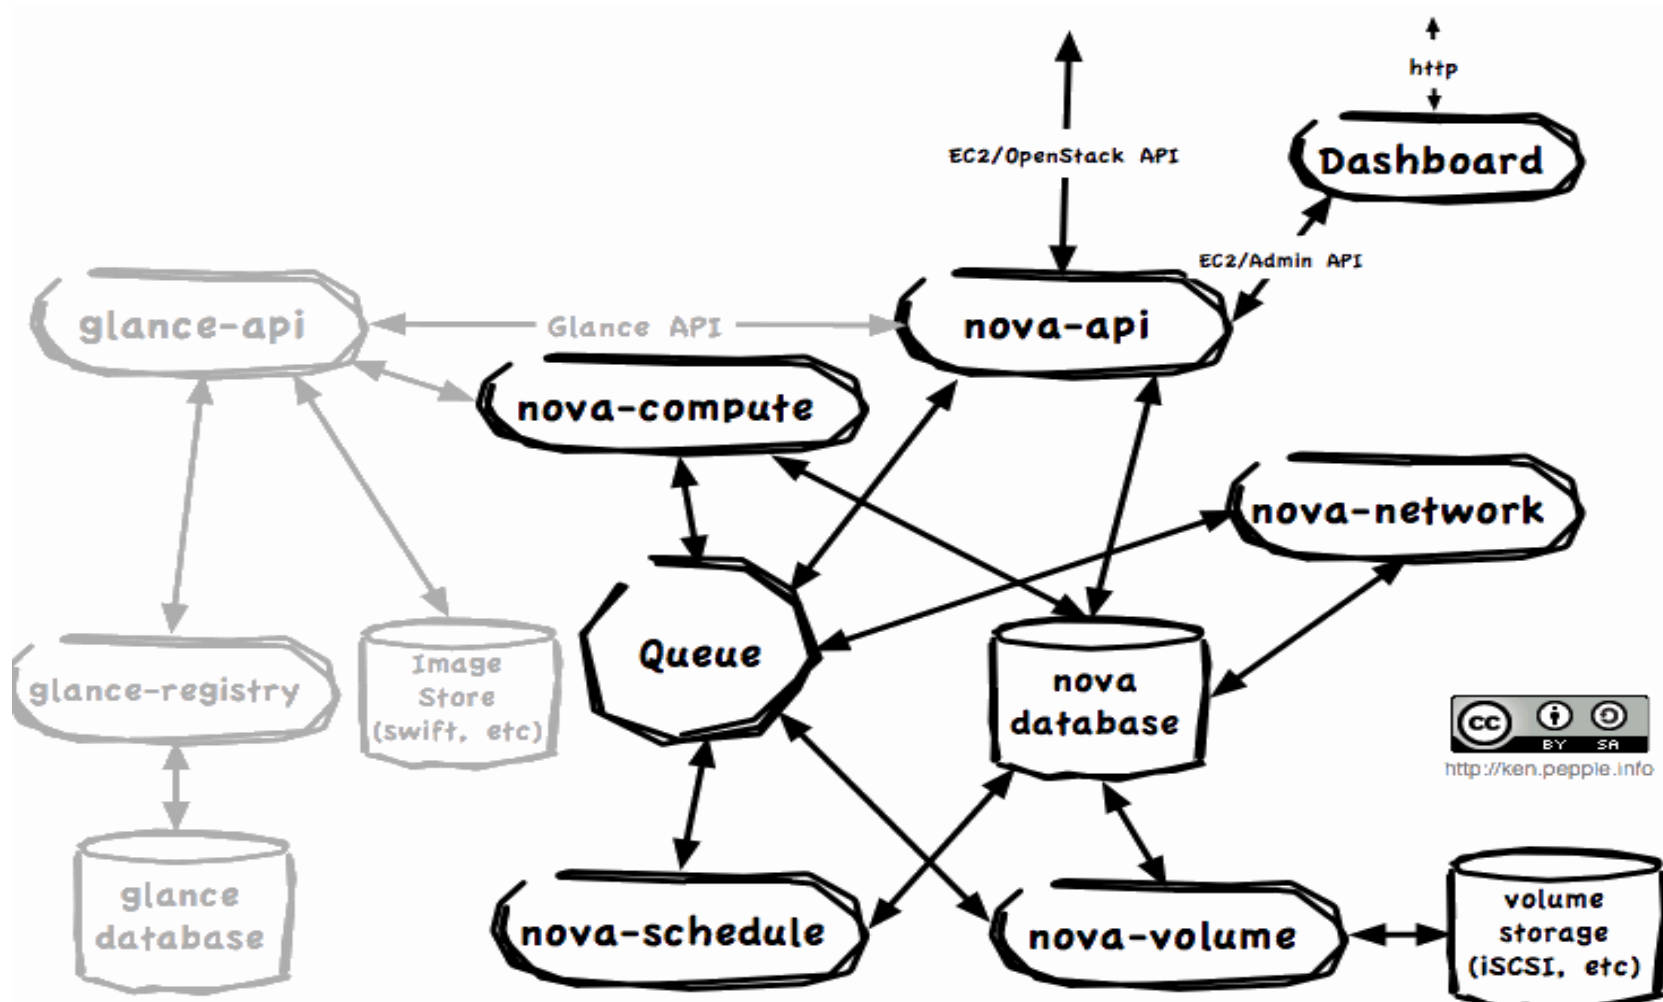 http
EC2/OpenStack API
Dashboard
EC2/Admin API
glance-api
Glance API
nova-api
nova-compute
nova-network
Queue
Image
Store
(swift, etc)
glance-registry
nova
database
cc
BY SA
http://ken.pepple.info
glance
database
nova-schedule
nova-volume
volume
storage
(iSCSI, etc)